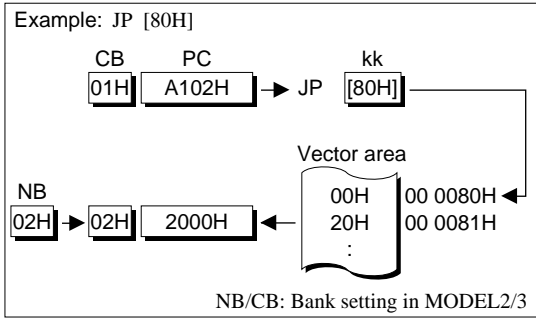 Example: JP [80H]
CB PC kk
01H A102H JP [80H]
Vector area
NB 00H 00 0080H
02H 02H 2000H 20H 00 0081H
:
NB/CB: Bank setting in MODEL2/3